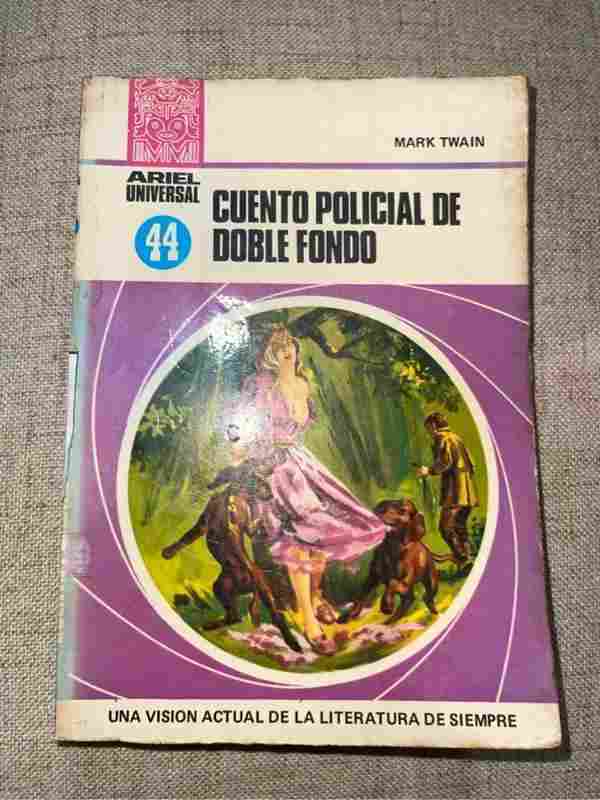 MARK TWAIN
ARIEL
UNIVERSAL
44
CUENTO POLICIAL DE
DOBLE FONDO
UNA VISION ACTUAL DE LA LITERATURA DE SIEMPRE